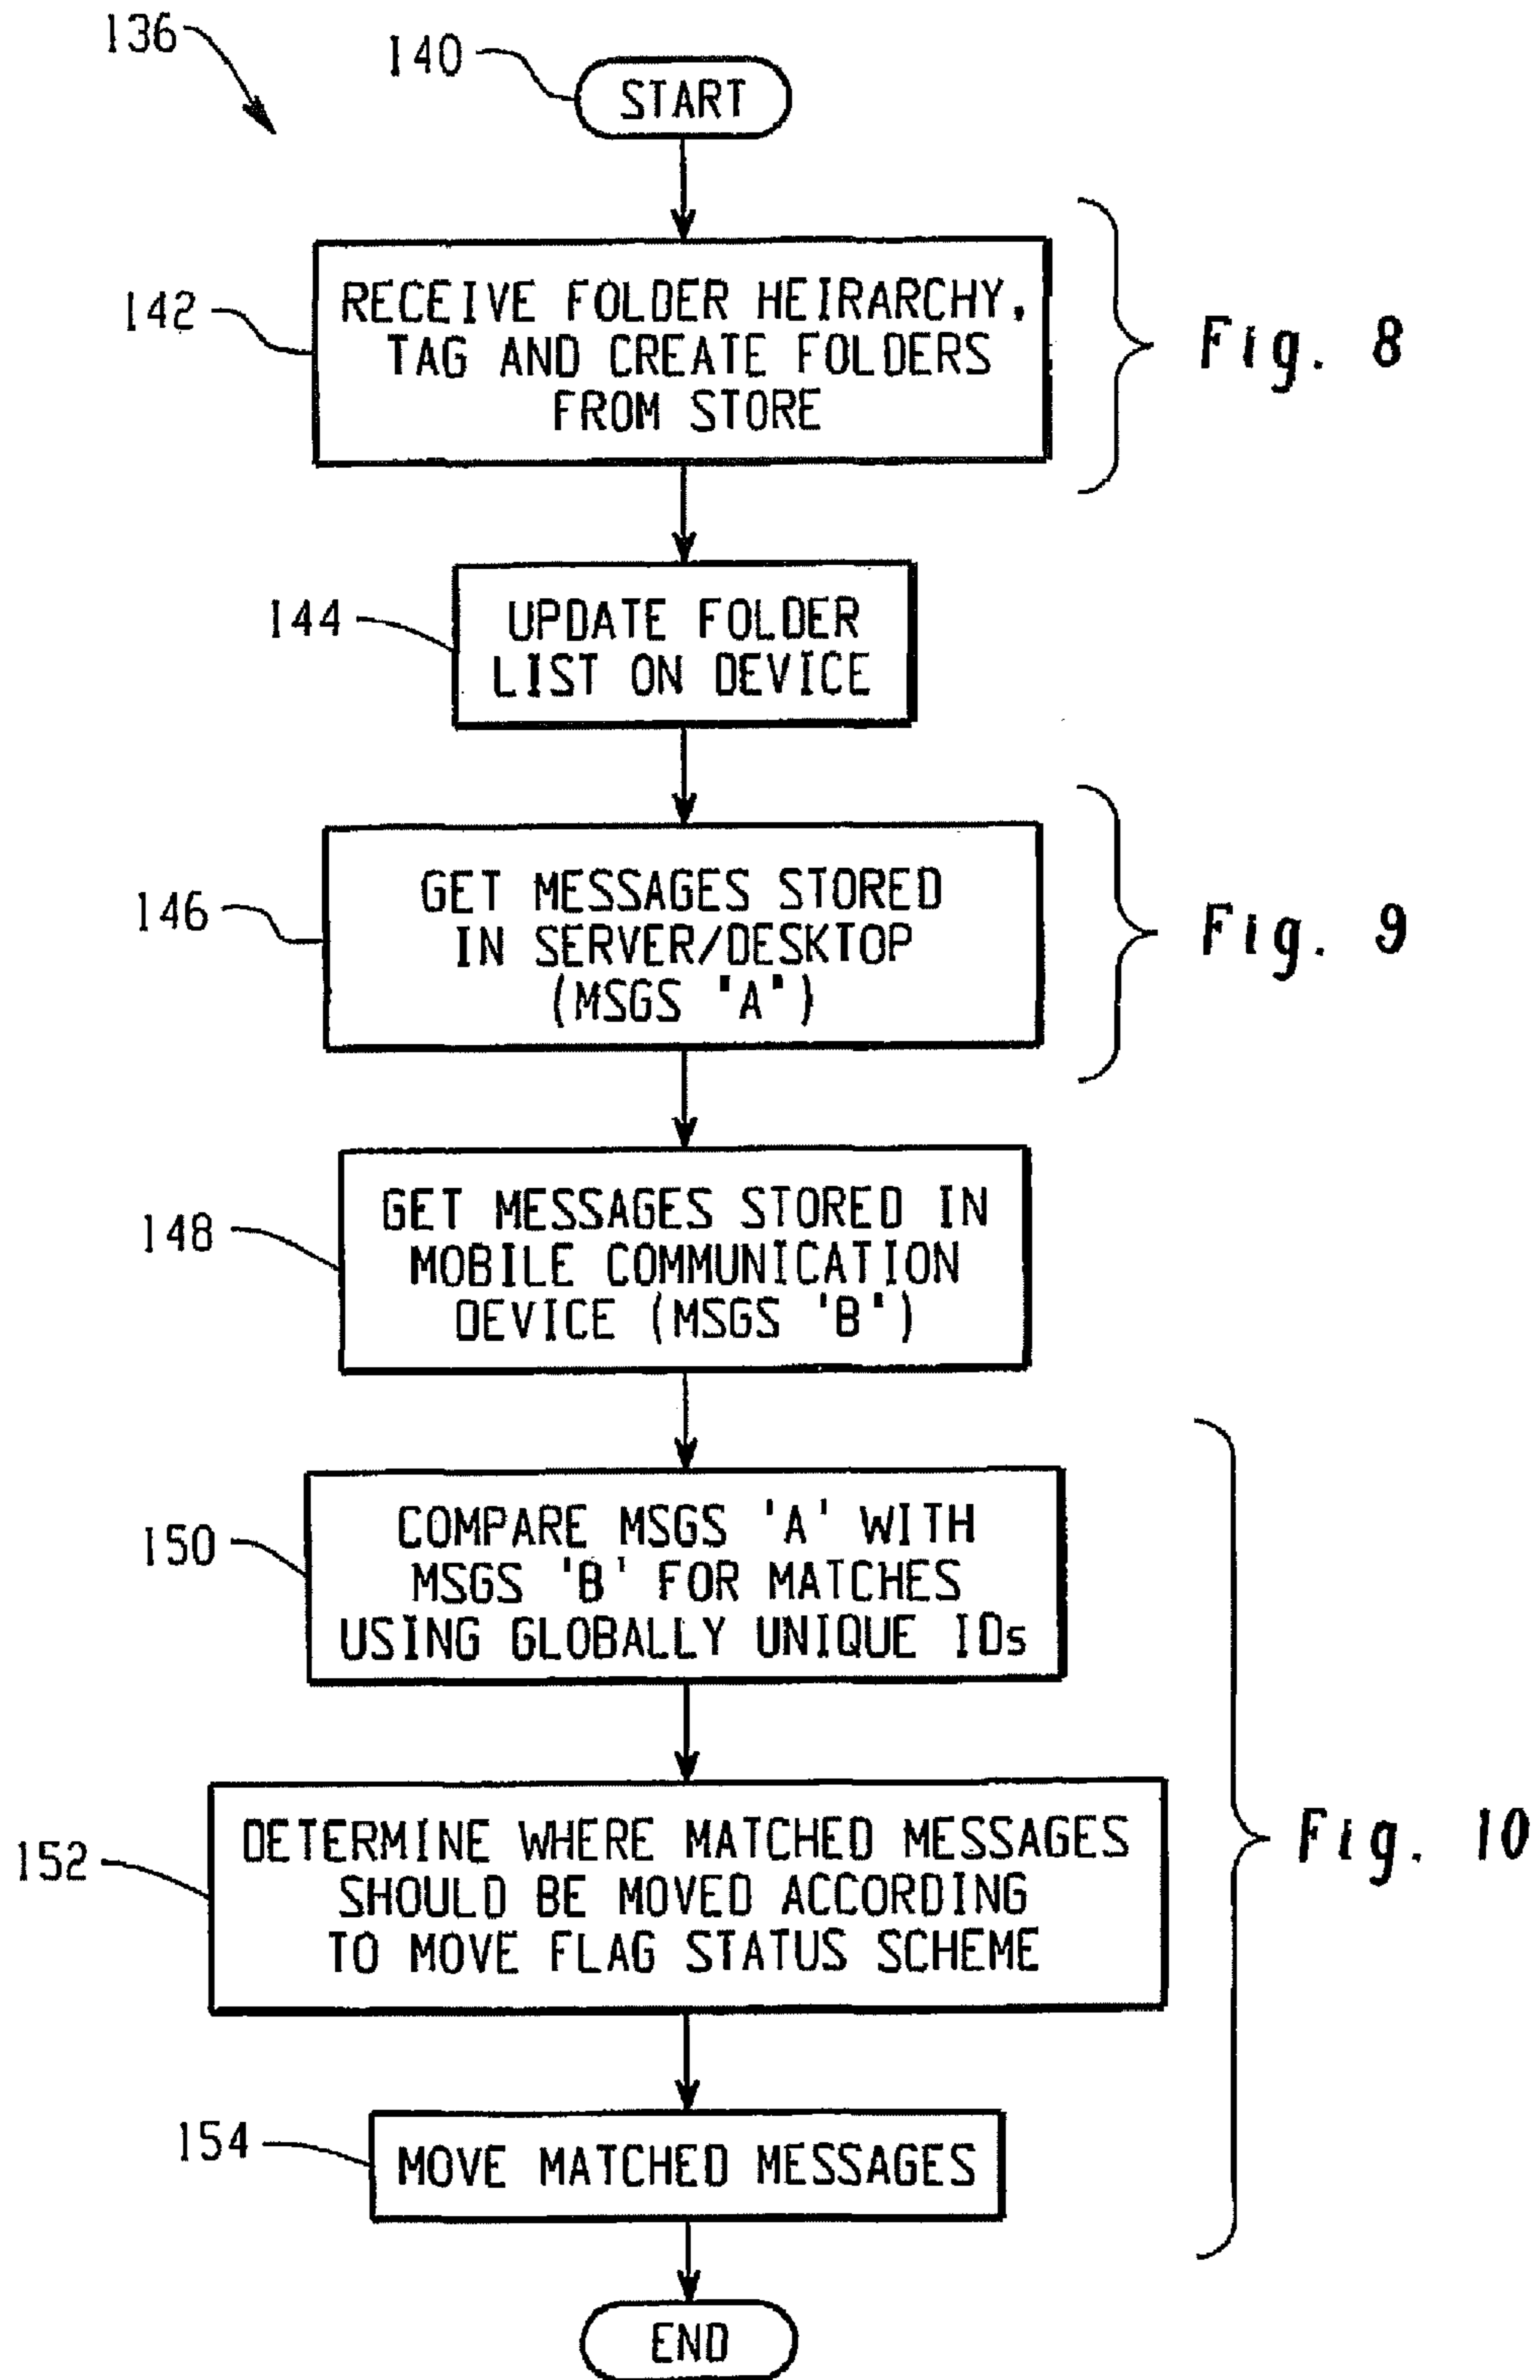 136
140
START
142
RECEIVE FOLDER HEIRARCHY,
TAG AND CREATE FOLDERS
FROM STORE
Fig. 8
144
UPDATE FOLDER
LIST ON DEVICE
146
GET MESSAGES STORED
IN SERVER/DESKTOP
(MSGS "A")
Fig. 9
148
GET MESSAGES STORED IN
MOBILE COMMUNICATION
DEVICE (MSGS 'B")
150
COMPARE MSGS 'A' WITH
MSGS 'B' FOR MATCHES
USING GLOBALLY UNIQUE IDs
152
DETERMINE WHERE MATCHED MESSAGES
SHOULD BE MOVED ACCORDING
TO MOVE FLAG STATUS SCHEME
Fig. 10
154
MOVE MATCHED MESSAGES
END